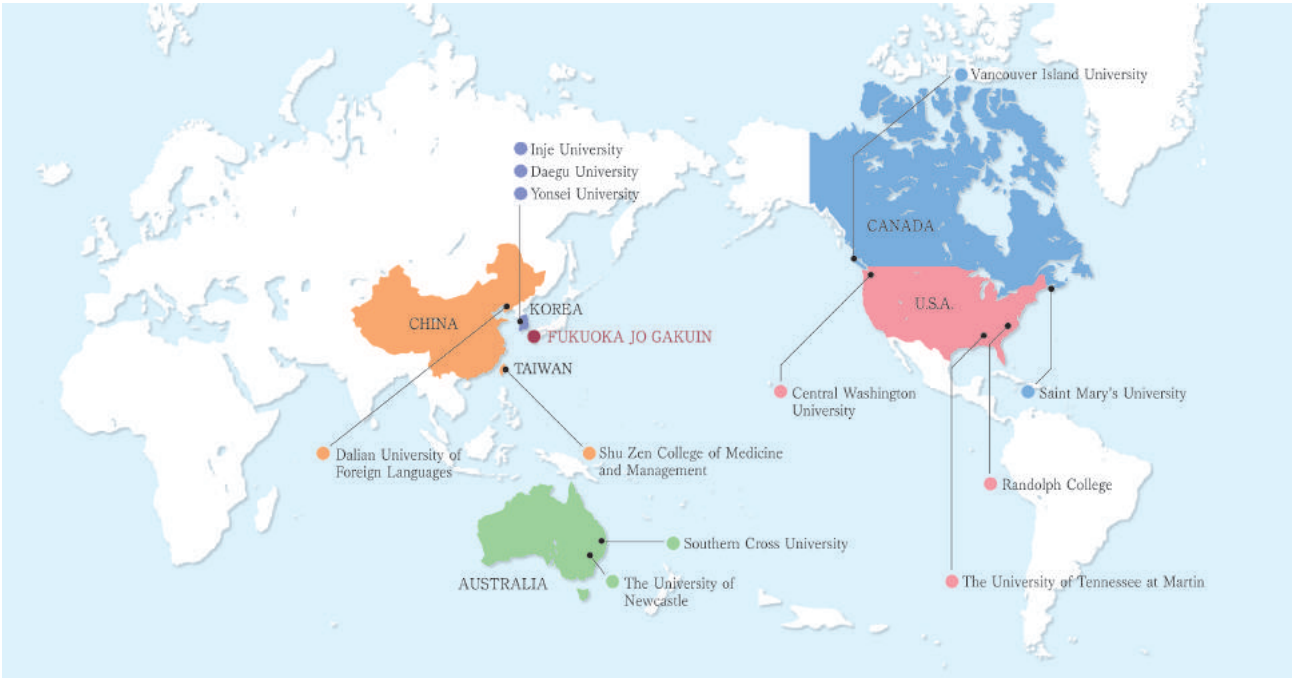 Vancouver Island University
Inje University
Daegu University
Yonsei University
CANADA
KOREA
U.S.A.
CHINA
FUKUOKA JO GAKUIN
TAIWAN
Central Washington
University
Saint Mary's University
Dalian University of
Foreign Languages
Shu Zen College of Medicine
and Management
Randolph College
Southern Cross University
AUSTRALIA
The University of
Newcastle
The University of Tennessee at Martin